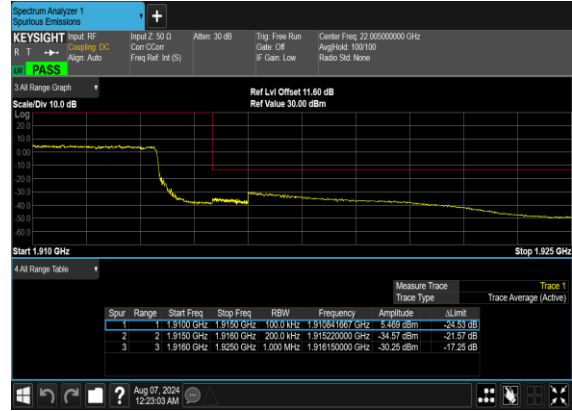 Spectrum Analyzer 1
Spurious Emissions
KEYSIGHT Input: RF Input Z: 50 Ω Atten: 30 dB Trig: Free Run Center Freq: 22.005000000 GHz
R T Coupling: DC Corr CCorr Gate: Off Avg|Hold: 100/100
Align: Auto Freq Ref: Int (S) IF Gain: Low Radio Std: None
PASS
3 All Range Graph
Ref Lvl Offset 11.60 dB
Scale/Div 10.0 dB Ref Value 30.00 dBm
Log
20.0
10.0
0.00
-10.0
-20.0
-30.0
-40.0
-50.0
-60.0
Start 1.910 GHz Stop 1.925 GHz
4 All Range Table
Measure Trace Trace 1
Trace Type Trace Average (Active)
Spur Range Start Freq Stop Freq RBW Frequency Amplitude ΔLimit
1 1 1.9100 GHz 1.9150 GHz 100.0 kHz 1.910841667 GHz 5.469 dBm -24.53 dB
2 2 1.9150 GHz 1.9160 GHz 200.0 kHz 1.915220000 GHz -34.57 dBm -21.57 dB
3 3 1.9160 GHz 1.9250 GHz 1.000 MHz 1.916150000 GHz -30.25 dBm -17.25 dB
? Aug 07, 2024
12:23:03 AM